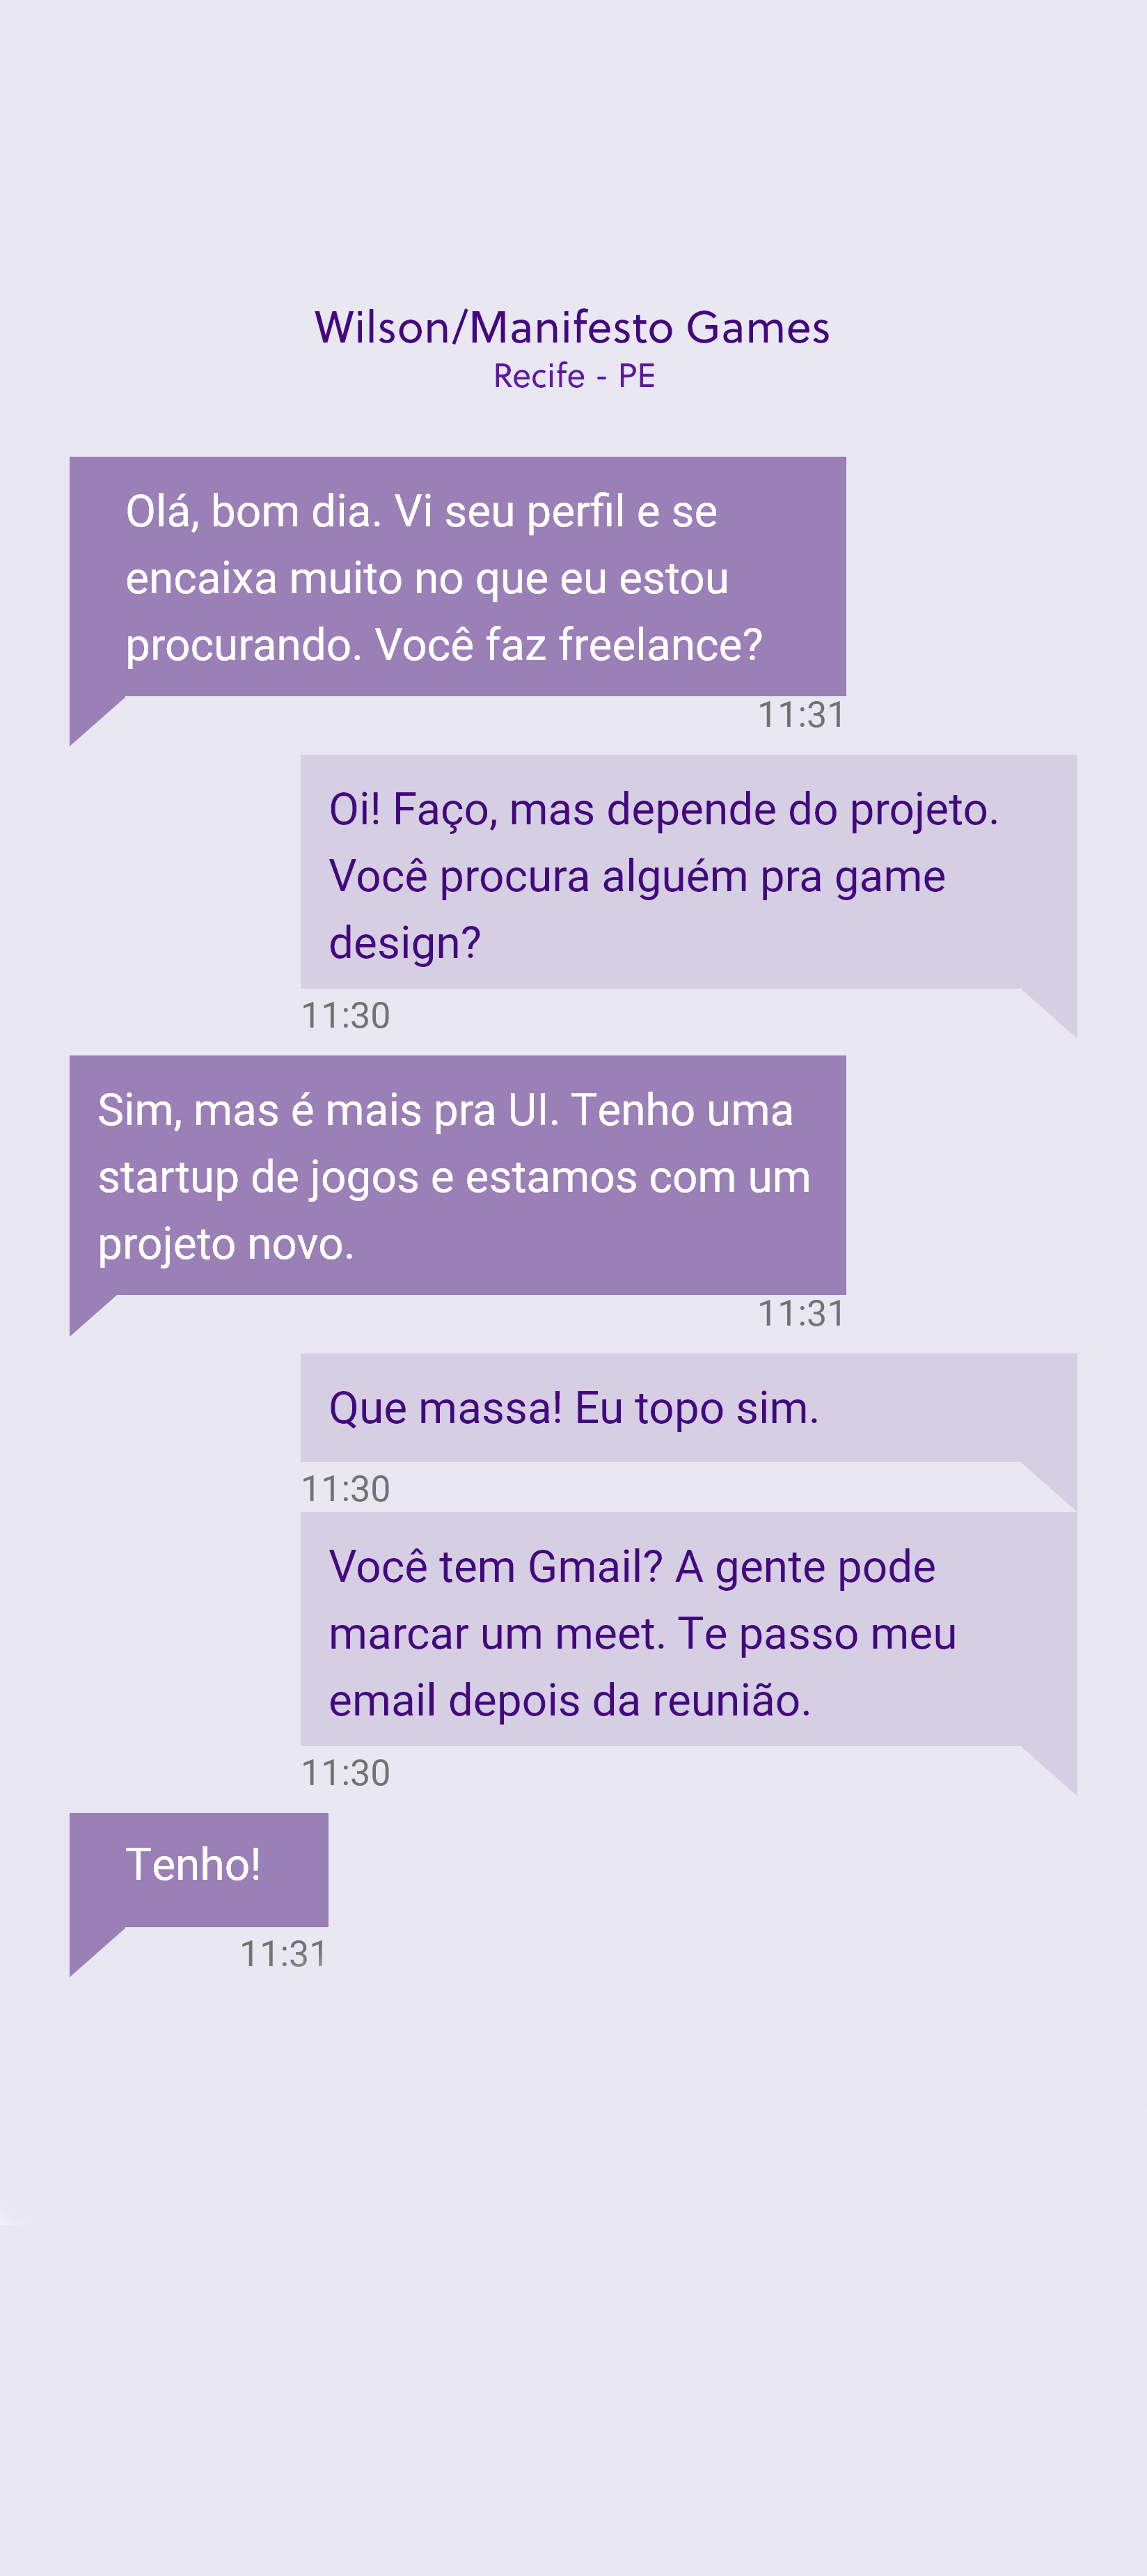 Wilson/Manifesto Games
Recife - PE
Olá, bom dia. Vi seu perfil e se
encaixa muito no que eu estou
procurando. Você faz freelance?
11:31
Oi! Faço, mas depende do projeto.
Você procura alguém pra game
design?
11:30
Sim, mas é mais pra UI. Tenho uma
startup de jogos e estamos com um
projeto novo.
11:31
Que massa! Eu topo sim.
11:30
Você tem Gmail? A gente pode
marcar um meet. Te passo meu
email depois da reunião.
11:30
Tenho!
11:31